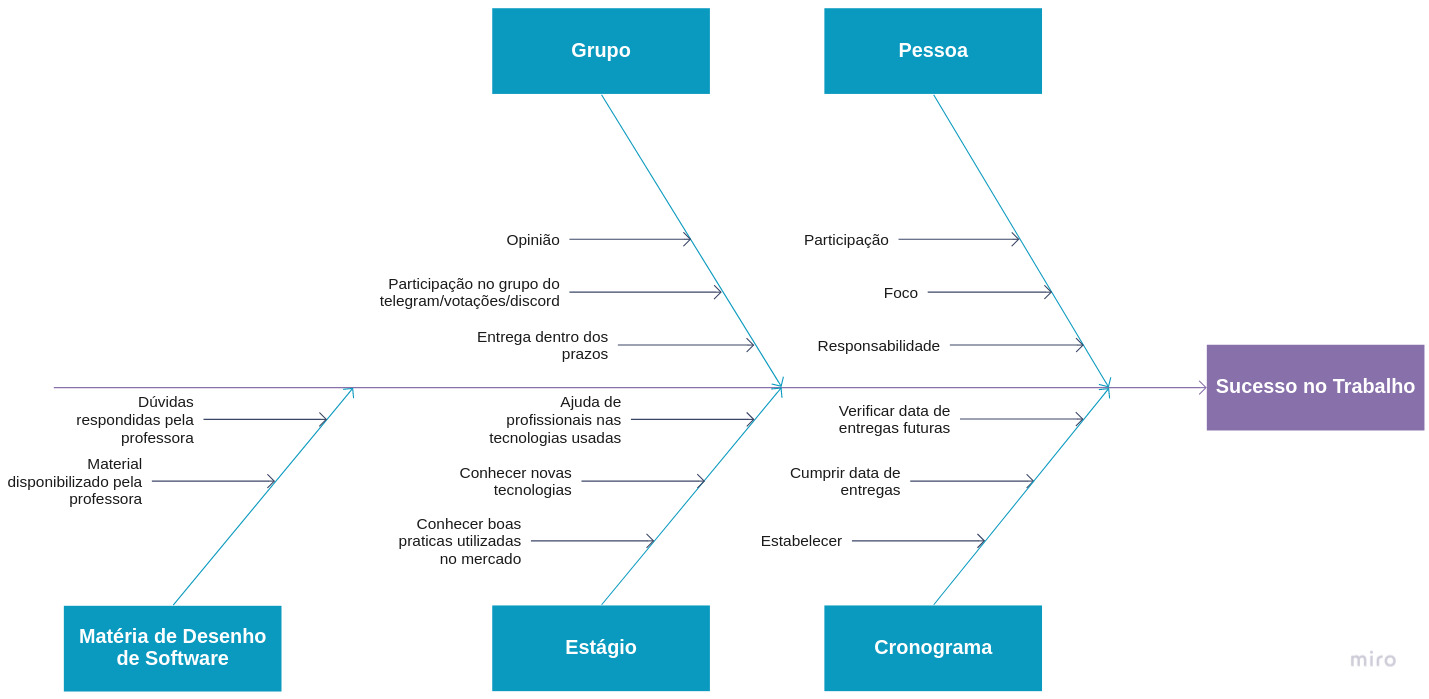 Grupo
Pessoa
Opinião
Participação
Participação no grupo do
telegram/votações/discord
Foco
Entrega dentro dos
prazos
Responsabilidade
Sucesso no Trabalho
Dúvidas
respondidas pela
professora
Ajuda de
profissionais nas
tecnologias usadas
Verificar data de
entregas futuras
Material
disponibilizado pela
professora
Conhecer novas
tecnologias
Cumprir data de
entregas
Conhecer boas
praticas utilizadas
no mercado
Estabelecer
Matéria de Desenho
de Software
Estágio
Cronograma
miro